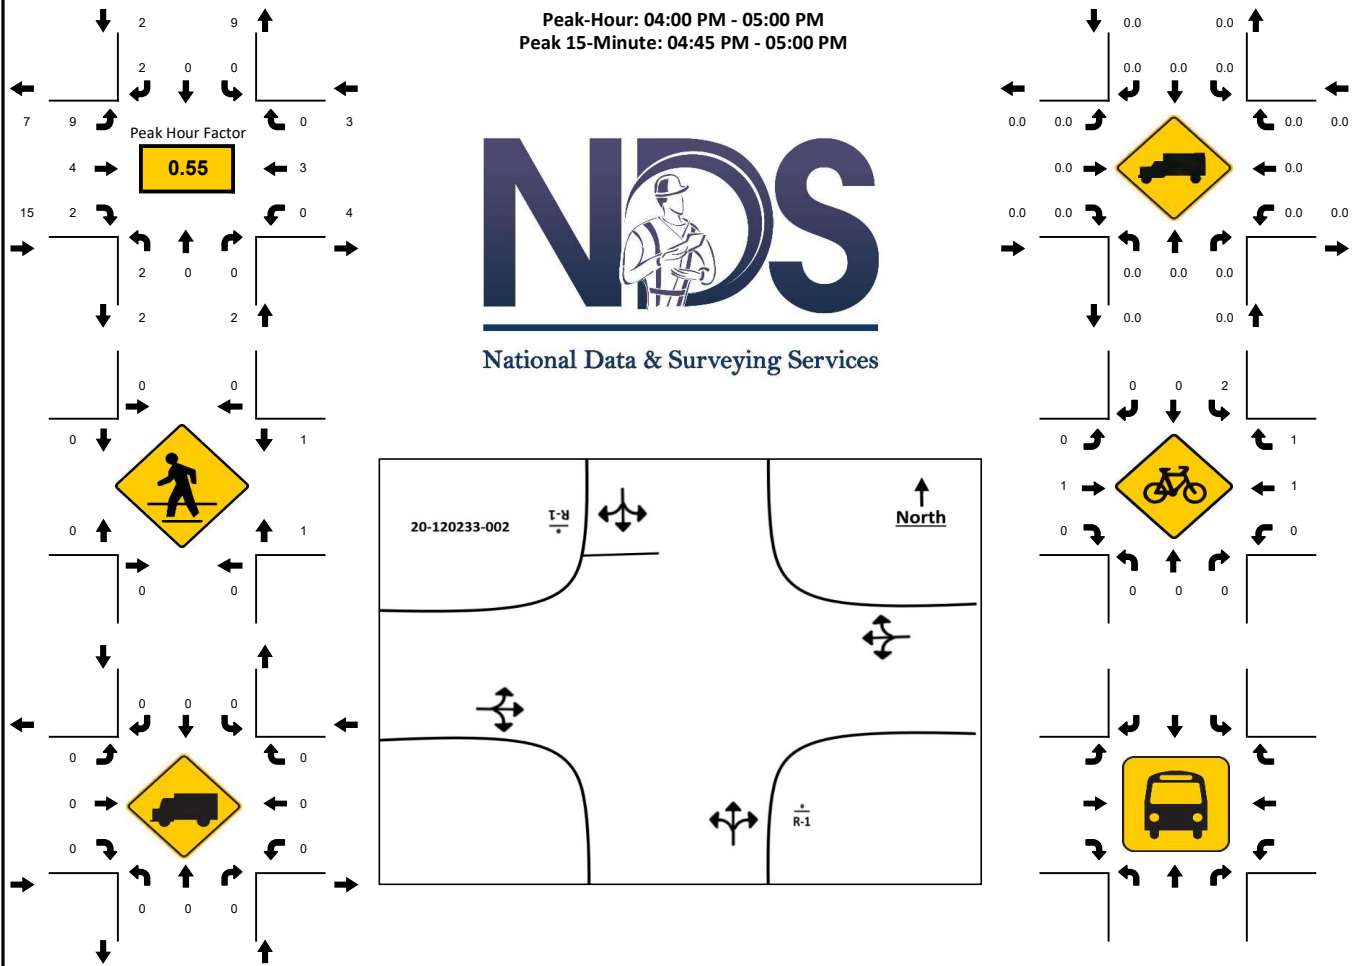 Peak-Hour: 04:00 PM - 05:00 PM
Peak 15-Minute: 04:45 PM - 05:00 PM
2 9
2 0 0
7 9 0 3
Peak Hour Factor
4 0.55 3
15 2 0 4
2 0 0
2 2
0.0 0.0
0.0 0.0 0.0
0.0 0.0 0.0 0.0
0.0 0.0
0.0 0.0 0.0 0.0
0.0 0.0 0.0
0.0 0.0
NDS
National Data & Surveying Services
0 0
0 1
0 1
0 0
0 0 2
0 1
1 1
0 0
0 0 0
20-120233-002
R-1
North
R-1
0 0 0
0 0
0 0
0 0
0 0 0